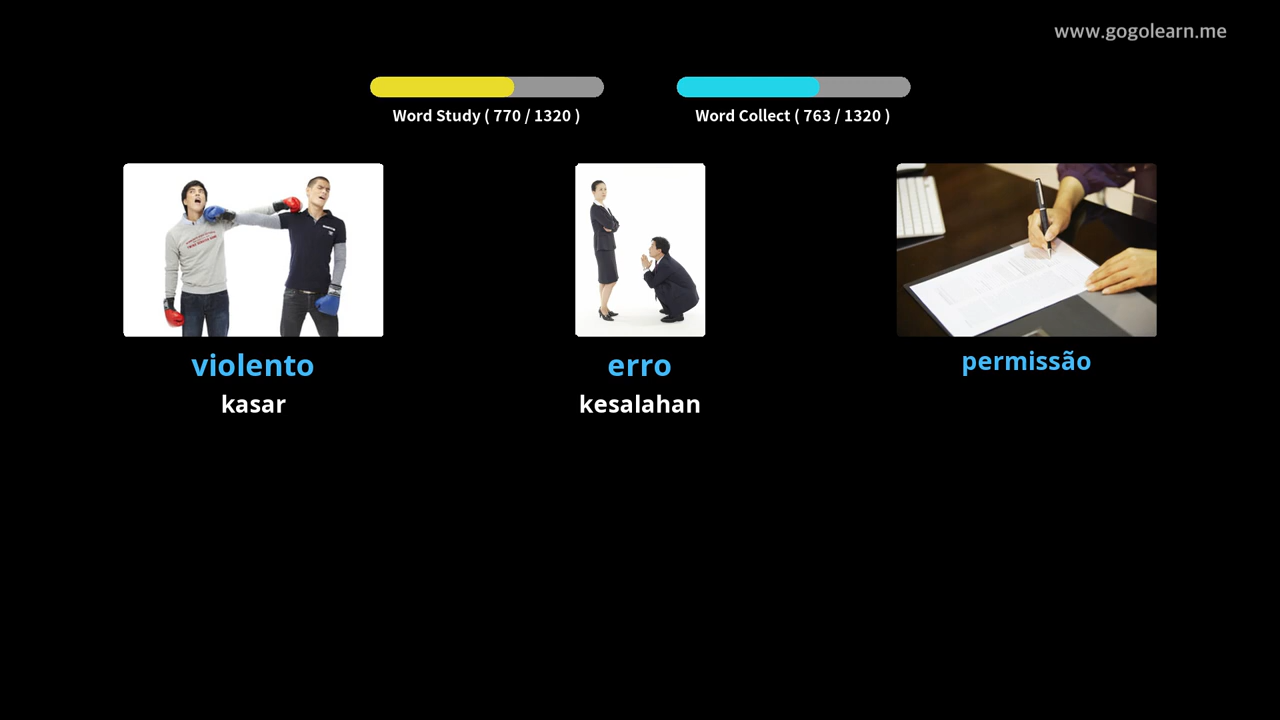 www.gogolearn.me
Word Study ( 770 / 1320 )
Word Collect ( 763 / 1320 )
violento
erro
permissão
kasar
kesalahan